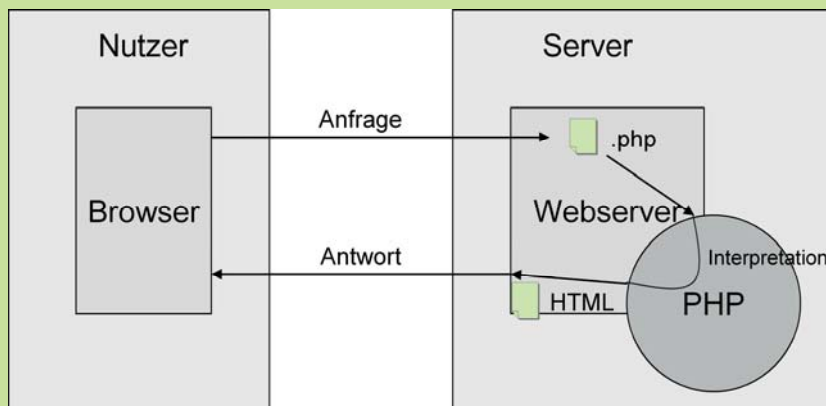 Nutzer
Server
Anfrage
.php
Browser
Webserver
Antwort
Interpretation
HTML
PHP